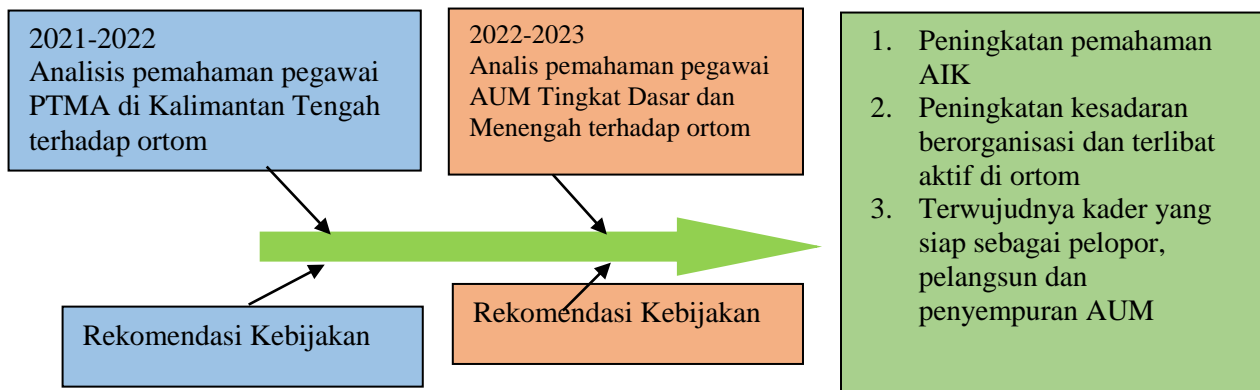 2021-2022
Analisis pemahaman pegawai
PTMA di Kalimantan Tengah
terhadap ortom
2022-2023
Analis pemahaman pegawai
AUM Tingkat Dasar dan
Menengah terhadap ortom
Rekomendasi Kebijakan
Rekomendasi Kebijakan
1. Peningkatan pemahaman
AIK
2. Peningkatan kesadaran
berorganisasi dan terlibat
aktif di ortom
3. Terwujudnya kader yang
siap sebagai pelopor,
pelangsun dan
penyempuran AUM